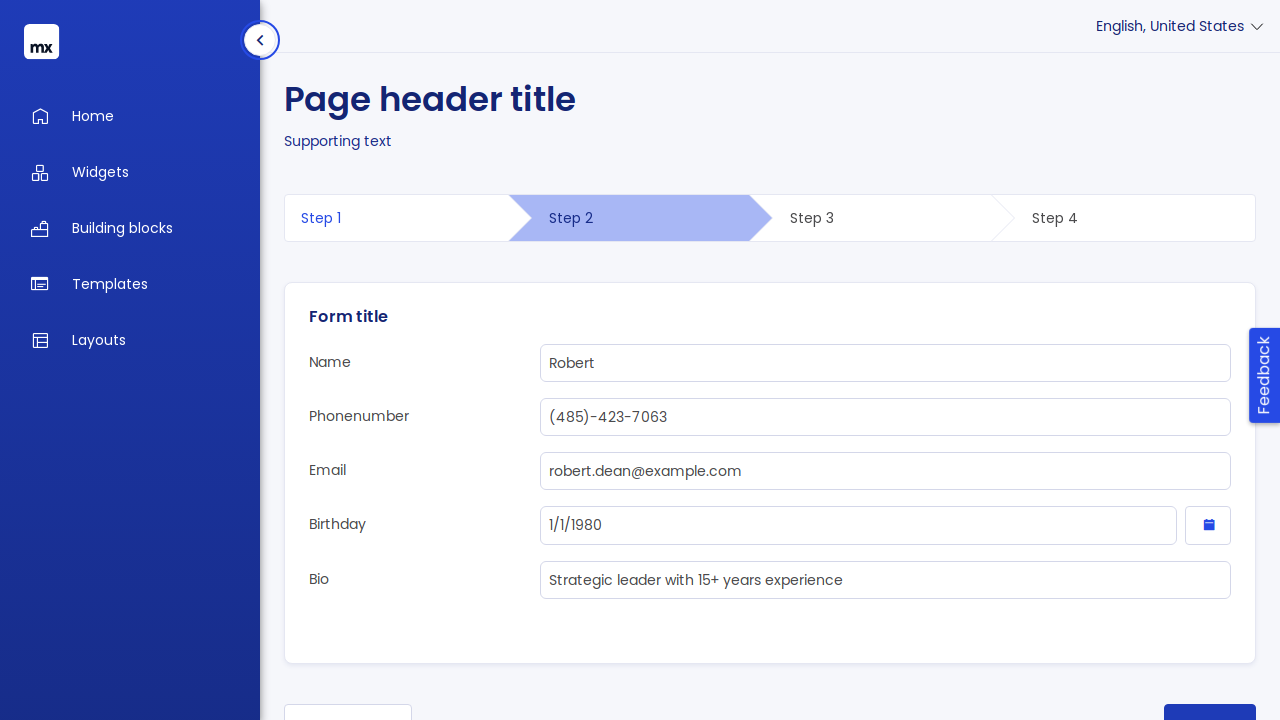 mx
English, United States
Home
Widgets
Building blocks
Templates
Layouts
Page header title
Supporting text
Step 1
Step 2
Step 3
Step 4
Form title
Name
Robert
Phonenumber
(485)-423-7063
Email
robert.dean@example.com
Birthday
1/1/1980
Bio
Strategic leader with 15+ years experience
Feedback